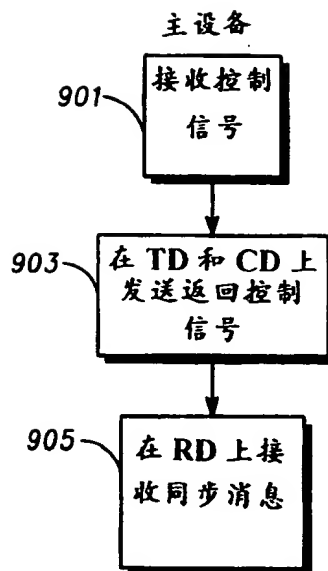 主设备
901
接收控制
信号
903
在 TD 和 CD 上
发送返回控制
信号
905
在 RD 上接
收同步消息